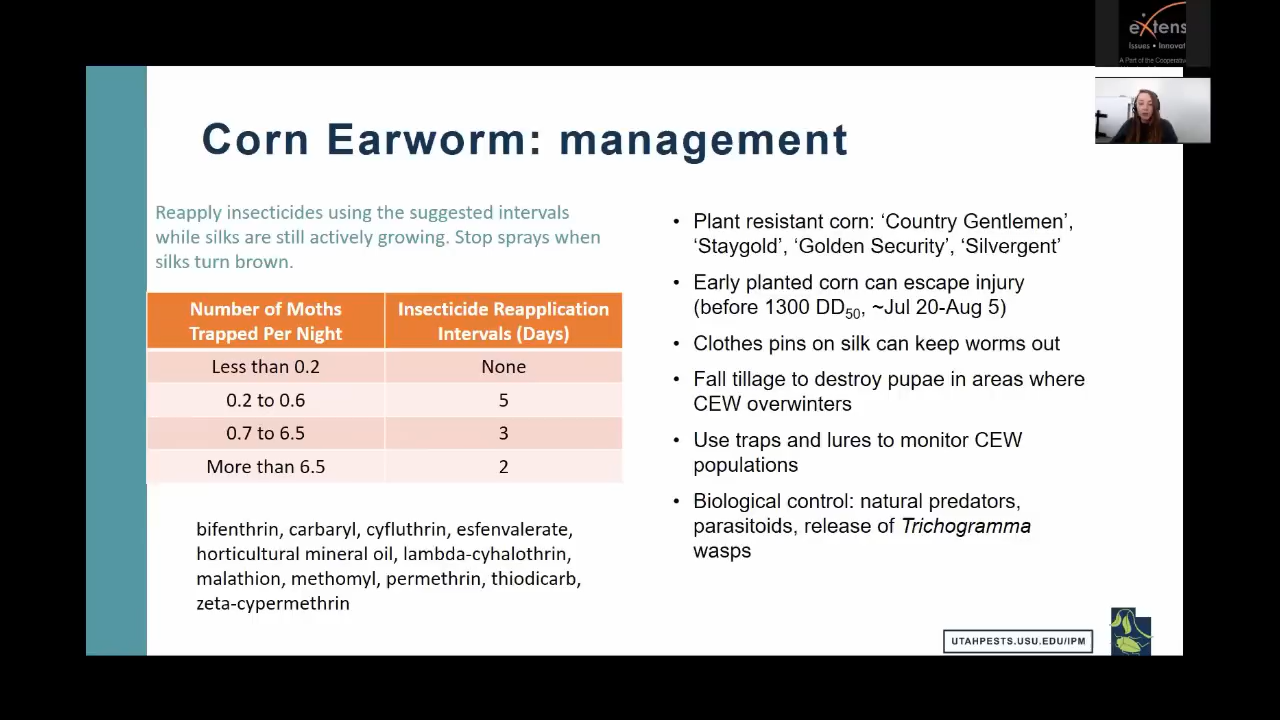 eXtens
Issues • Innovat
A Part of the Cooperativ
Corn Earworm: management
Reapply insecticides using the suggested intervals
while silks are still actively growing. Stop sprays when
silks turn brown.
Number of Moths
Trapped Per Night
Insecticide Reapplication
Intervals (Days)
Less than 0.2 None
0.2 to 0.6 5
0.7 to 6.5 3
More than 6.5 2
bifenthrin, carbaryl, cyfluthrin, esfenvalerate,
horticultural mineral oil, lambda-cyhalothrin,
malathion, methomyl, permethrin, thiodicarb,
zeta-cypermethrin
• Plant resistant corn: ‘Country Gentlemen’,
‘Staygold’, ‘Golden Security’, ‘Silvergent’
• Early planted corn can escape injury
(before 1300 DD50, ~Jul 20-Aug 5)
• Clothes pins on silk can keep worms out
• Fall tillage to destroy pupae in areas where
CEW overwinters
• Use traps and lures to monitor CEW
populations
• Biological control: natural predators,
parasitoids, release of Trichogramma
wasps
UTAHPESTS.USU.EDU/IPM